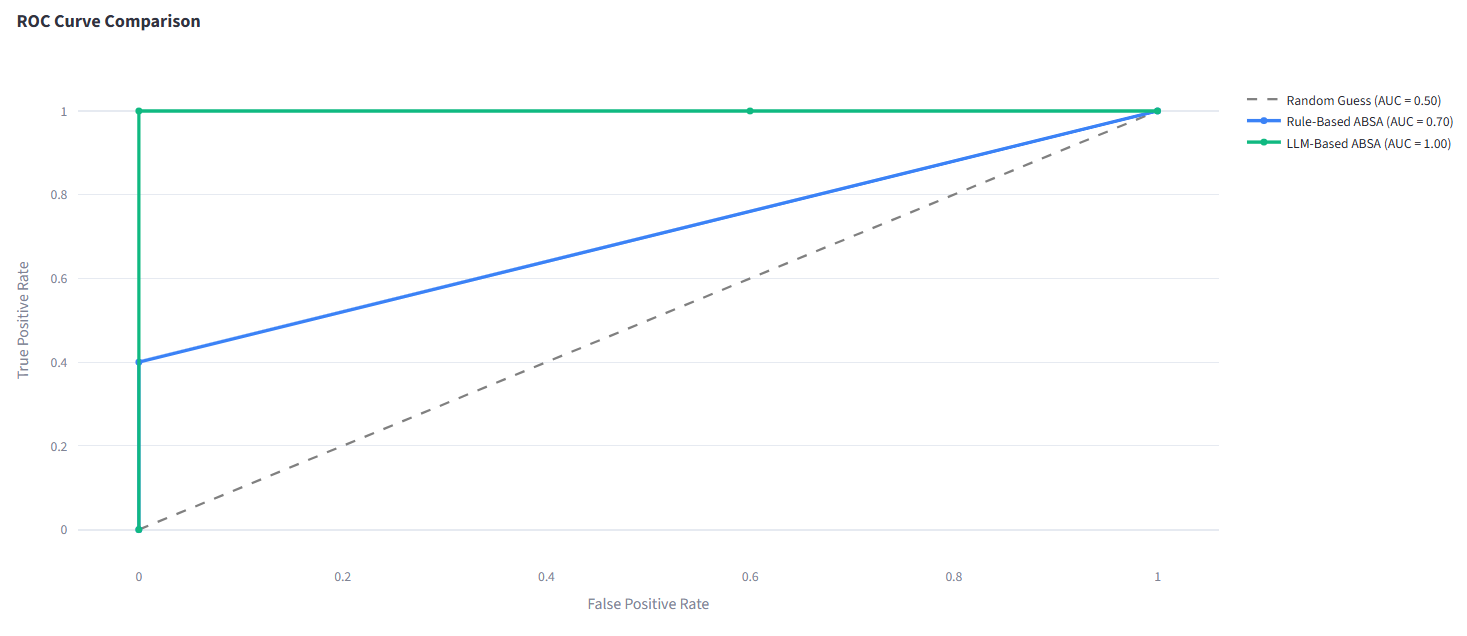 ROC Curve Comparison
Random Guess (AUC = 0.50)
Rule-Based ABSA (AUC = 0.70)
LLM-Based ABSA (AUC = 1.00)
True Positive Rate
1
0.8
0.6
0.4
0.2
0
0 0.2 0.4 0.6 0.8 1
False Positive Rate